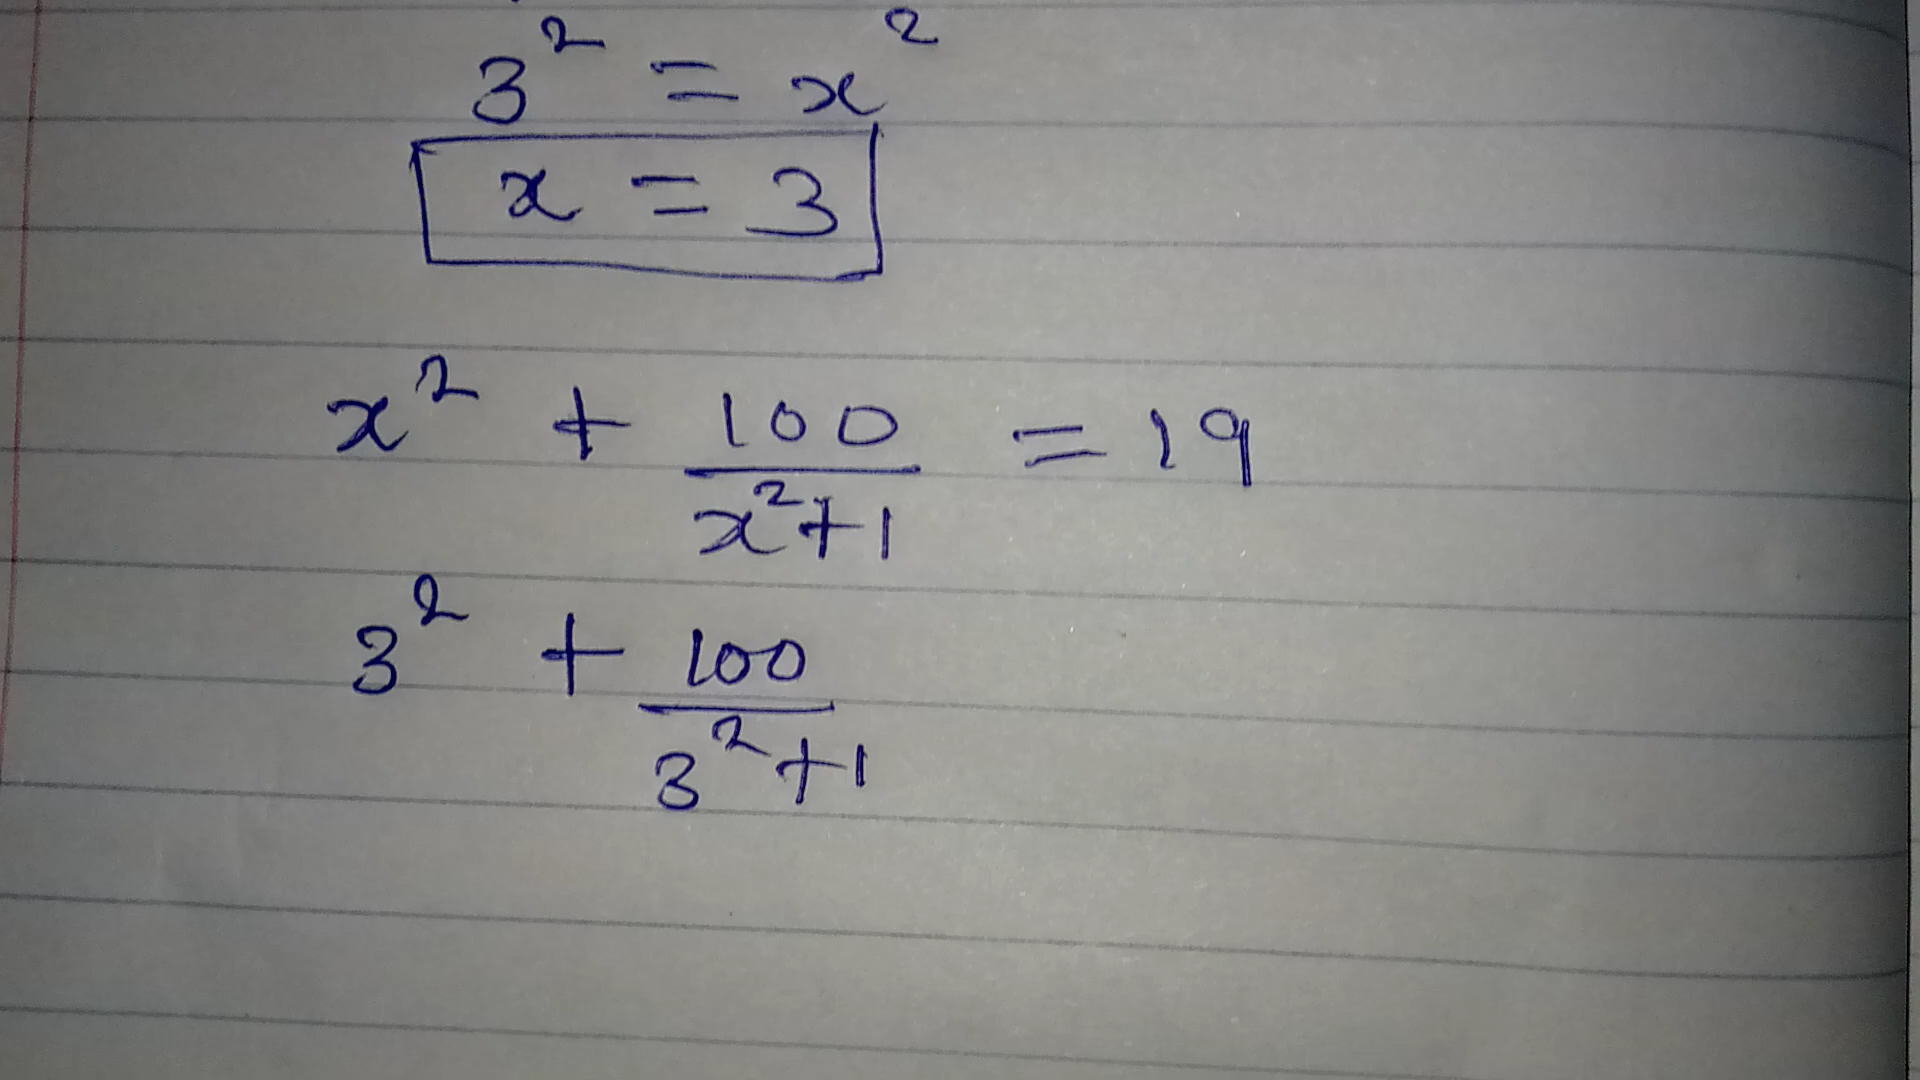 3² = x²
x = 3
x² + 100/(x²+1) = 19
3² + 100/(3²+1)